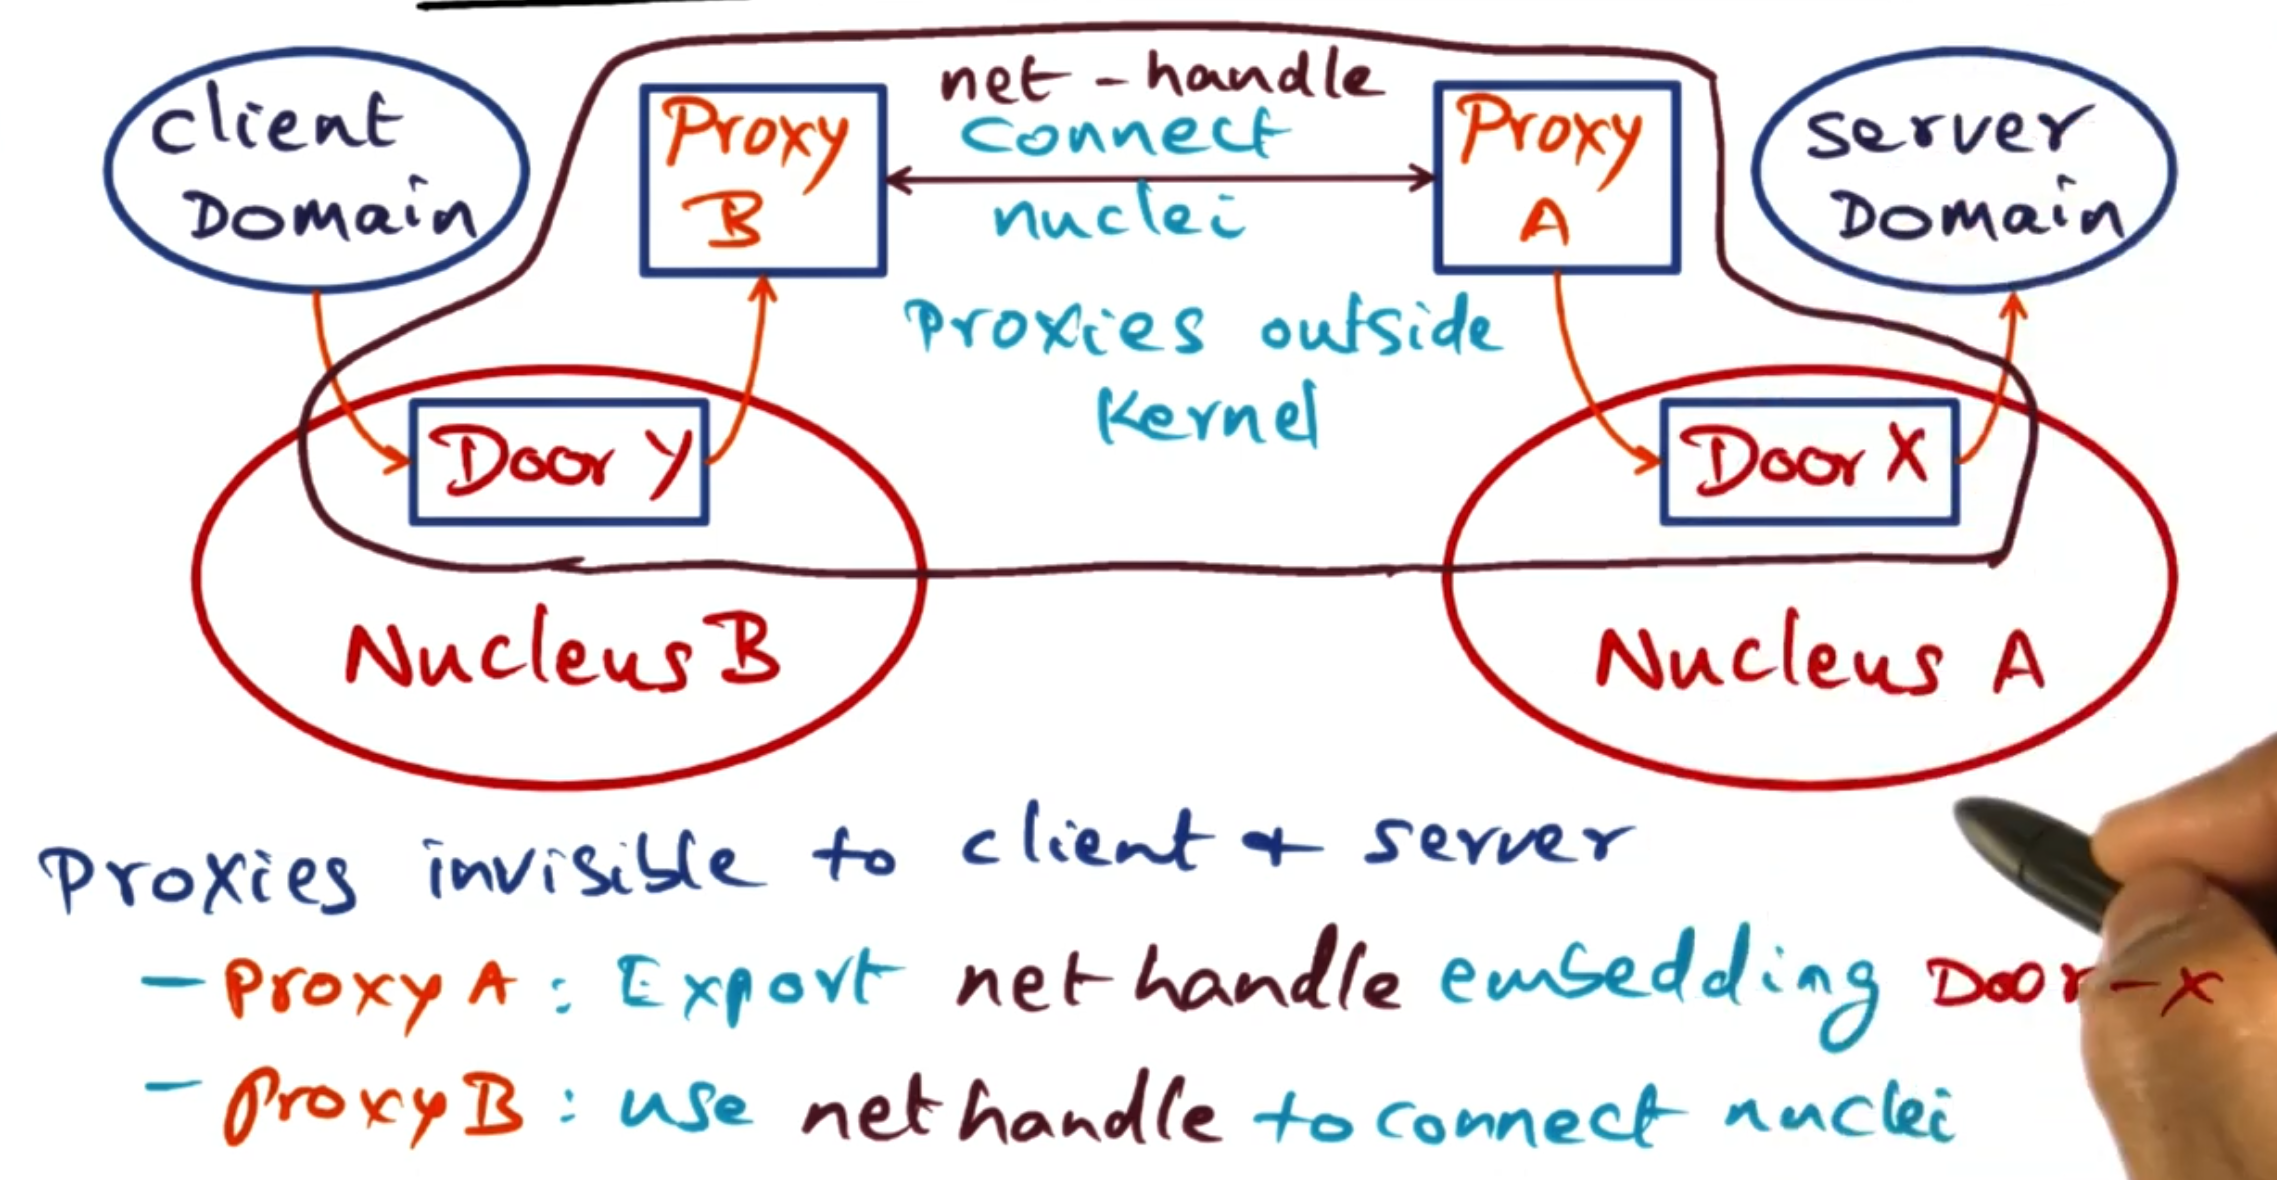 client
Domain
Proxy
B
net-handle
connect
nuclei
Proxy
A
server
Domain
Proxies outside
Kernel
Door Y
Door X
Nucleus B
Nucleus A
Proxies invisible to client + server
- Proxy A : Export net handle embedding Door-x
- Proxy B : use net handle to connect nuclei